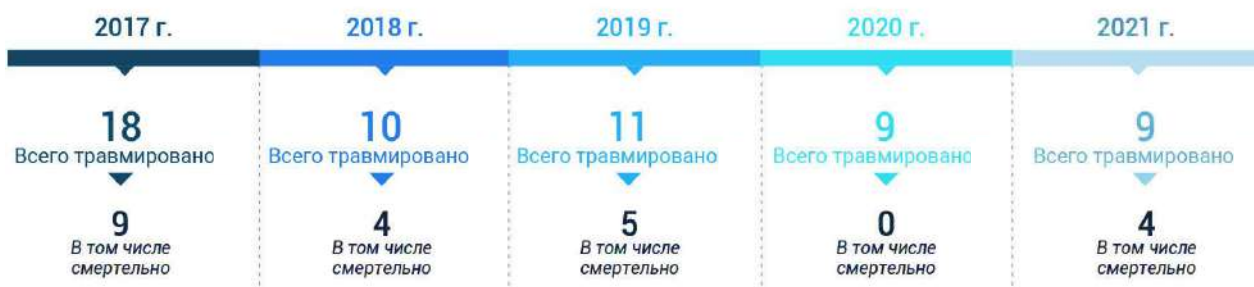 2017 г.
2018 г.
2019 г.
2020 г.
2021 г.
18
Всего травмировано
10
Всего травмировано
11
Всего травмировано
9
Всего травмировано
9
Всего травмировано
9
В том числе
смертельно
4
В том числе
смертельно
5
В том числе
смертельно
0
В том числе
смертельно
4
В том числе
смертельно